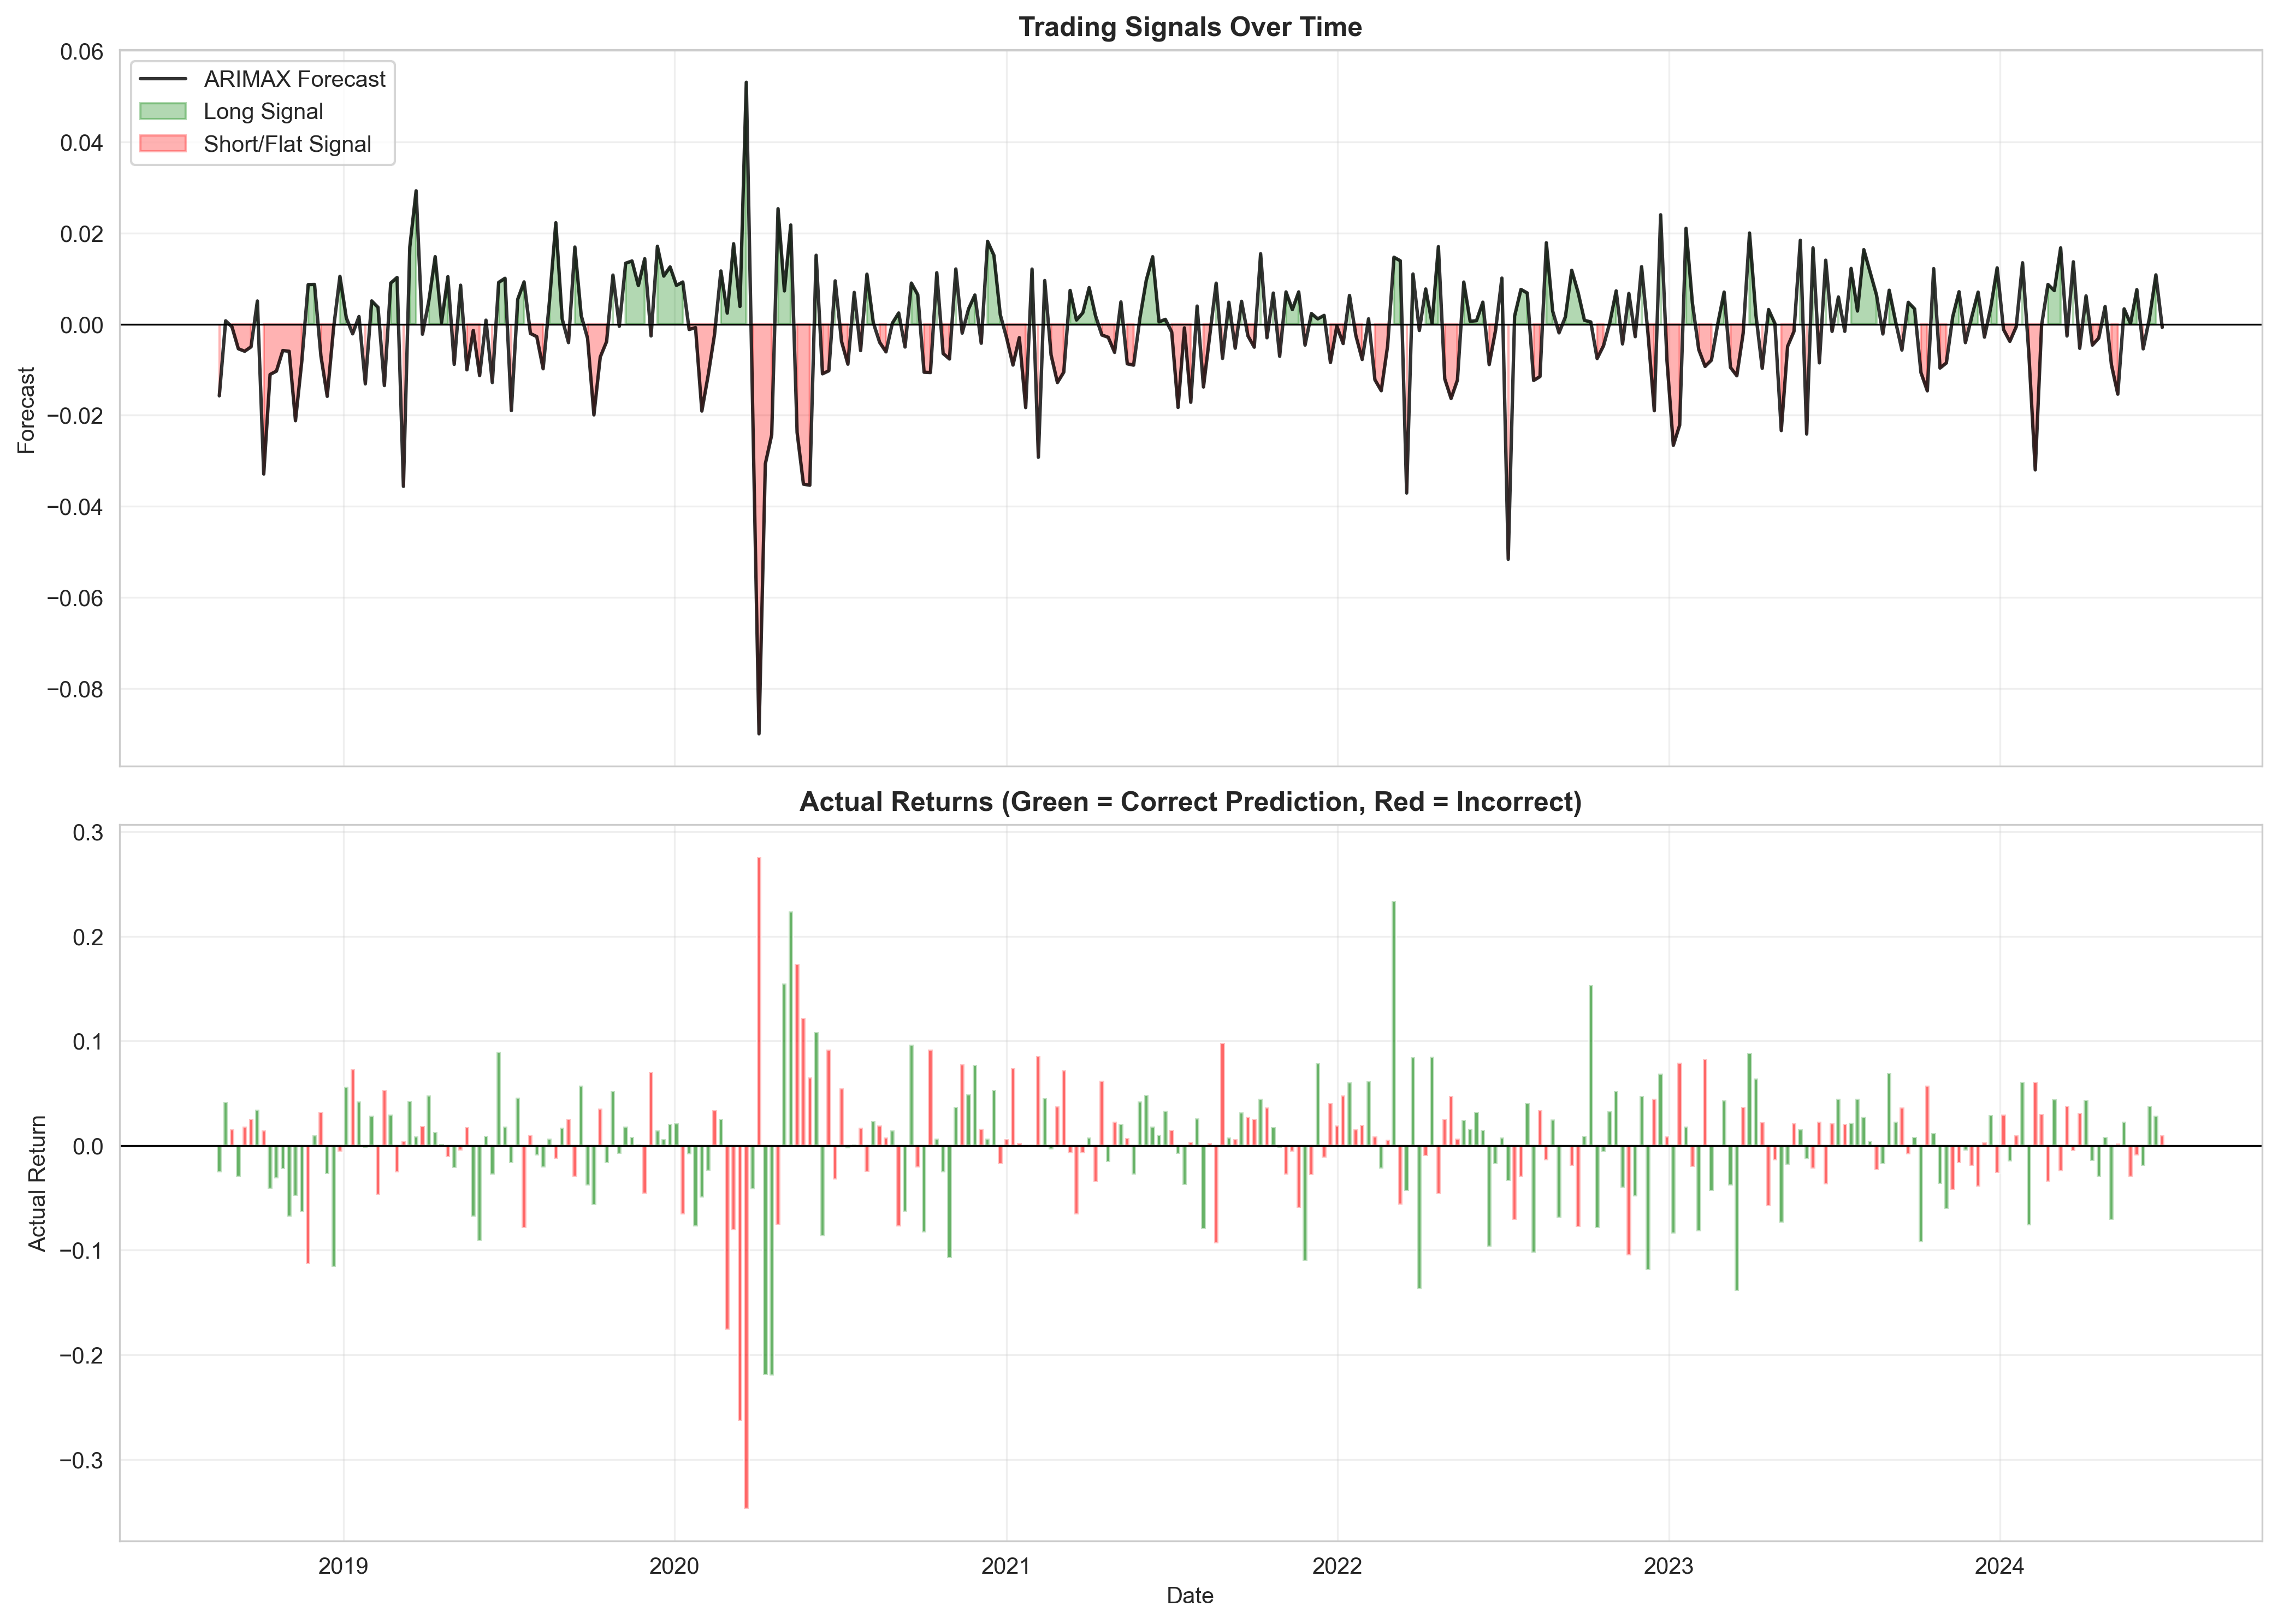 Trading Signals Over Time
0.06
ARIMAX Forecast
Long Signal
Short/Flat Signal
0.04
0.02
0.00
−0.02
−0.04
−0.06
−0.08
Forecast
Actual Returns (Green = Correct Prediction, Red = Incorrect)
0.3
0.2
0.1
0.0
−0.1
−0.2
−0.3
Actual Return
2019 2020 2021 2022 2023 2024
Date